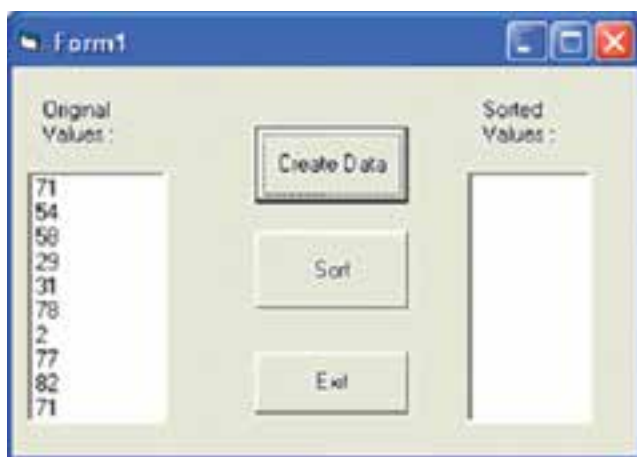 Form1
Original
Values :
71
54
58
29
31
78
2
77
82
71
Create Data
Sort
Exit
Sorted
Values :